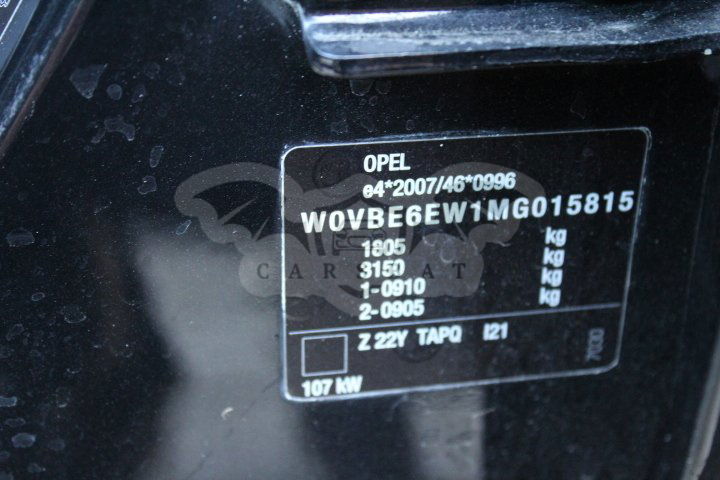 OPEL
e4*2007/46*0996
W0VBE6EW1MG015815
1805 kg
3150 kg
1-0910 kg
2-0905 kg
Z 22Y TAPQ I21
7030
107 kW